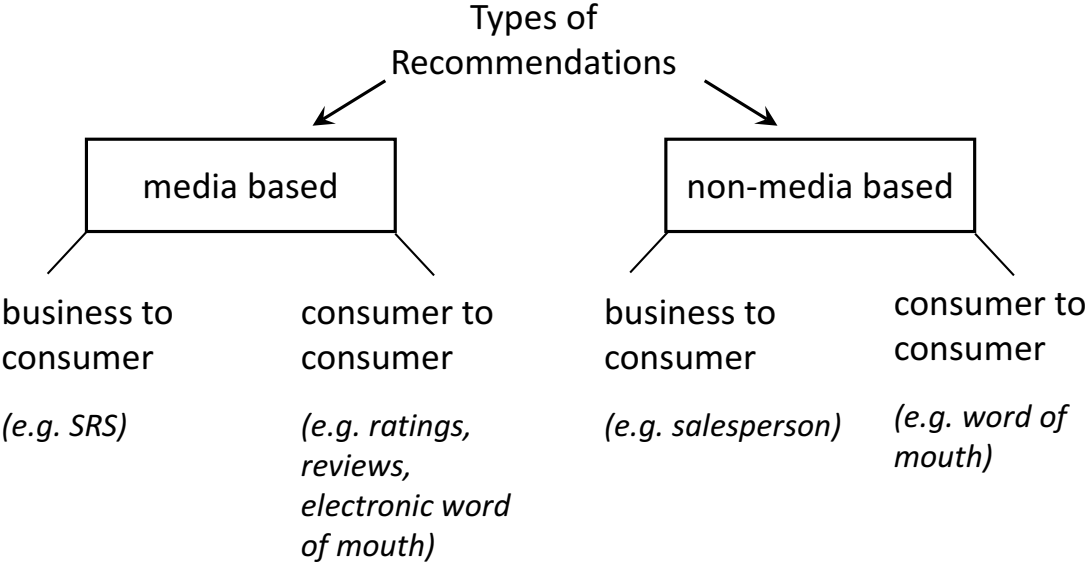 Types of
Recommendations
media based
non-media based
business to
consumer
(e.g. SRS)
consumer to
consumer
(e.g. ratings,
reviews,
electronic word
of mouth)
business to
consumer
(e.g. salesperson)
consumer to
consumer
(e.g. word of
mouth)